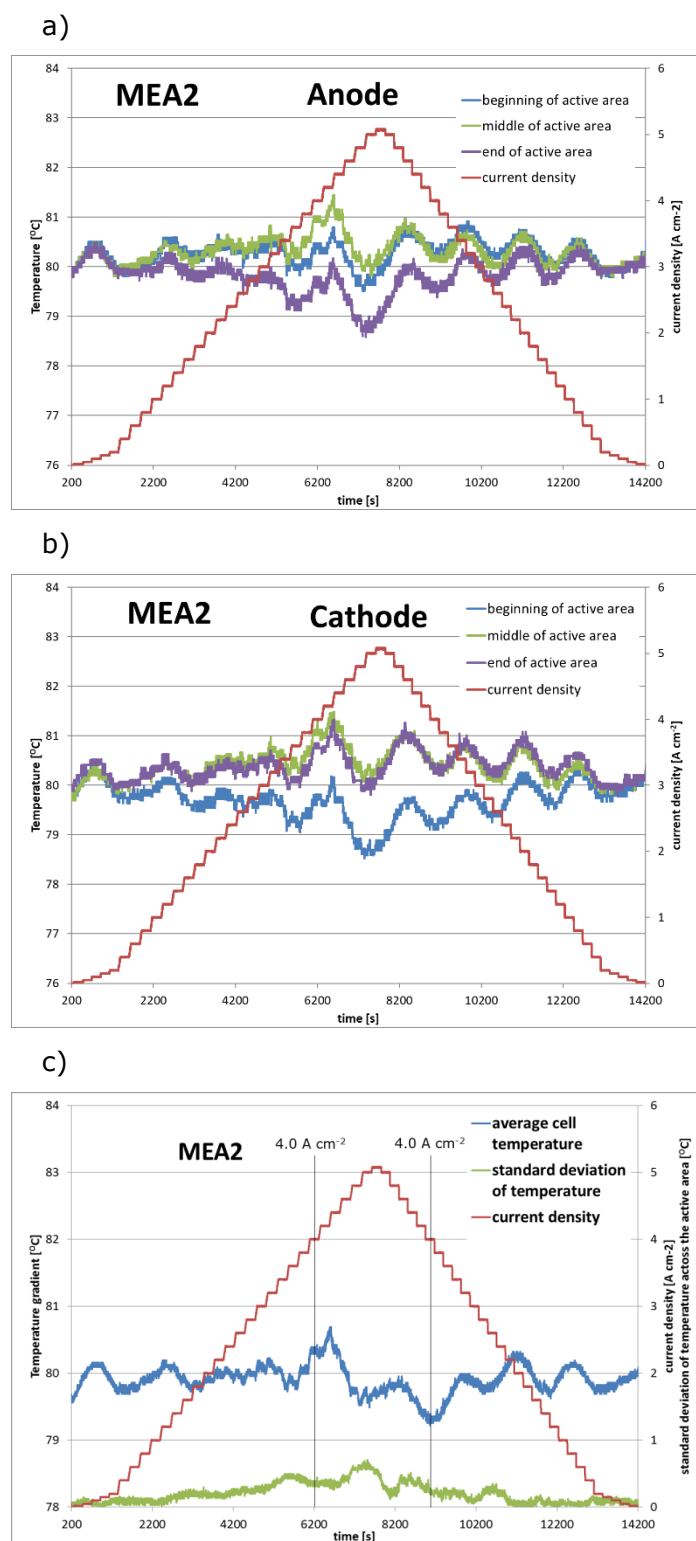 a)
84
83
82
81
80
79
78
77
76
Temperature [⁰C]
MEA2 Anode
beginning of active area
middle of active area
end of active area
current density
6
5
4
3
2
1
0
current density [A cm-²]
200 2200 4200 6200 8200 10200 12200 14200
time [s]
b)
84
83
82
81
80
79
78
77
76
Temperature [⁰C]
MEA2 Cathode
beginning of active area
middle of active area
end of active area
current density
6
5
4
3
2
1
0
current density [A cm-²]
200 2200 4200 6200 8200 10200 12200 14200
time [s]
c)
84
83
82
81
80
79
78
Temperature gradient [⁰C]
MEA2
4.0 A cm-²
4.0 A cm-²
average cell
temperature
standard deviation
of temperature
current density
6
5
4
3
2
1
0
current density [A cm-2]
standard deviation of temperature actoss the active area [⁰C]
200 2200 4200 6200 8200 10200 12200 14200
time [s]